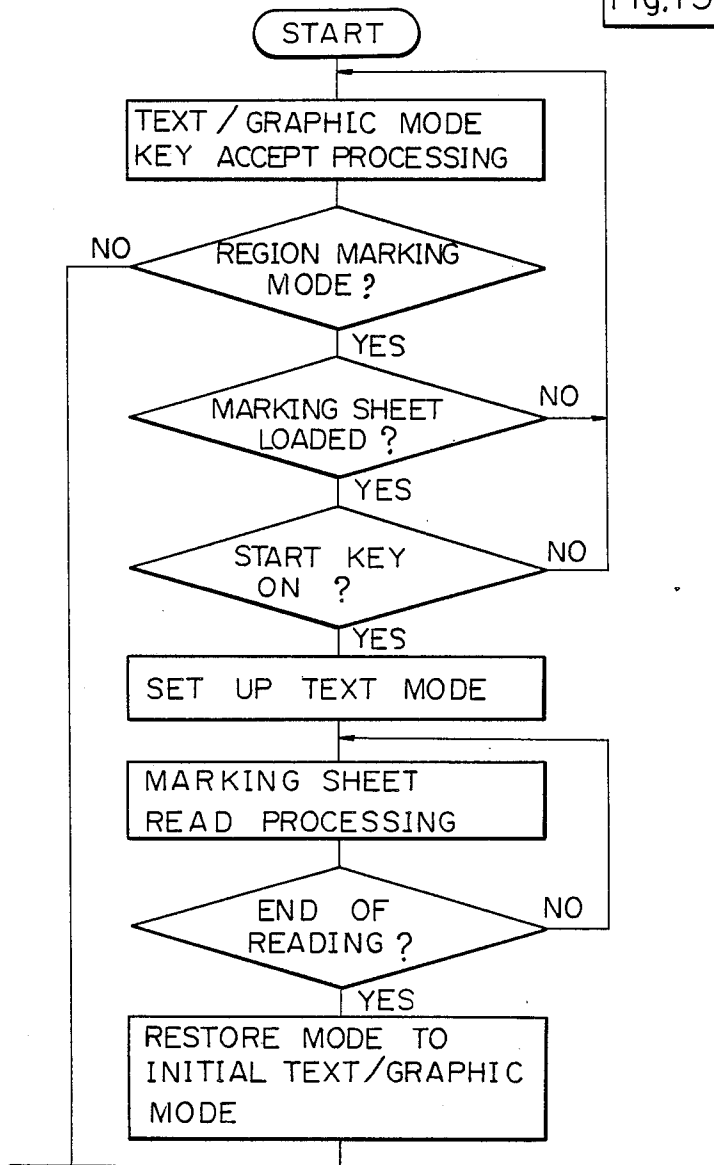 START
TEXT / GRAPHIC MODE
KEY ACCEPT PROCESSING
NO
REGION MARKING
MODE ?
YES
MARKING SHEET
LOADED ?
NO
YES
START KEY
ON ?
NO
YES
SET UP TEXT MODE
MARKING SHEET
READ PROCESSING
END OF
READING ?
NO
YES
RESTORE MODE TO
INITIAL TEXT/GRAPHIC
MODE